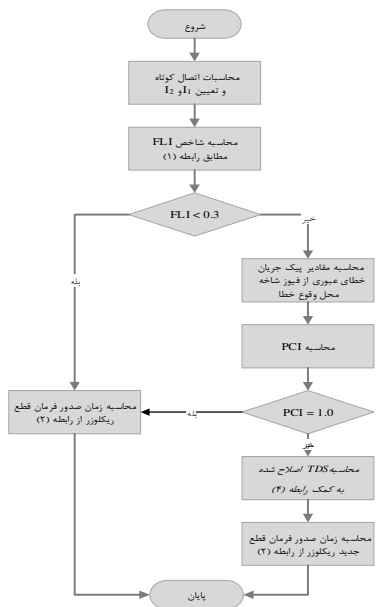 شروع
محاسبات اتصال کوتاه
و تعیین I1 و I2
محاسبه شاخص FLI
مطابق رابطه (۱)
FLI < 0.3
خیر
بله
محاسبه مقادیر پیک جریان
خطای عبوری از فیوز شاخه
محل وقوع خطا
محاسبه PCI
PCI = 1.0
بله
محاسبه زمان صدور فرمان قطع
ریکلوزر از رابطه (۲)
خیر
محاسبه TDS اصلاح شده
به کمک رابطه (۴)
محاسبه زمان صدور فرمان قطع
جدید ریکلوزر از رابطه (۲)
پایان